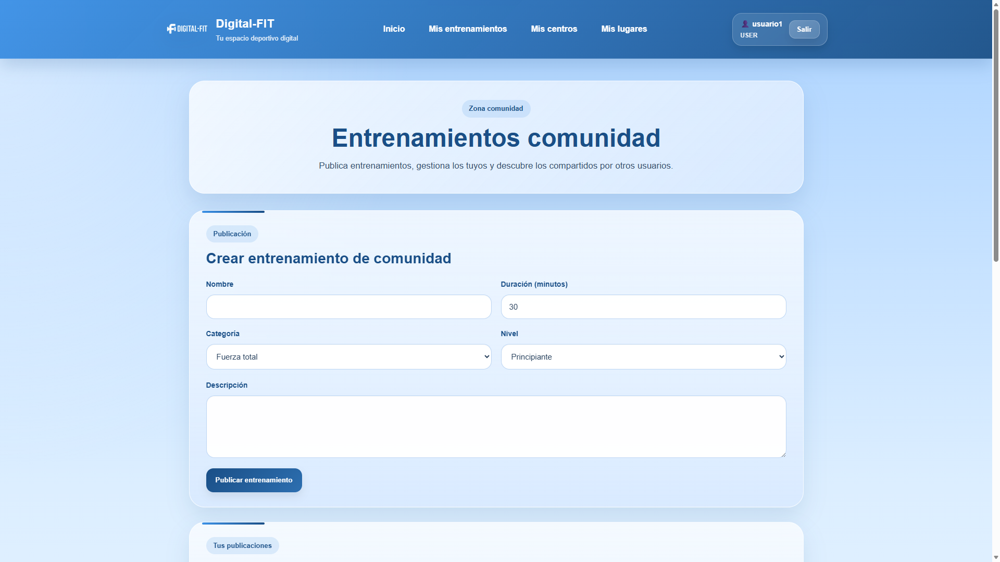 DIGITAL-FIT
Digital-FIT
Tu espacio deportivo digital
Inicio
Mis entrenamientos
Mis centros
Mis lugares
usuario1
USER
Salir
Zona comunidad
Entrenamientos comunidad
Publica entrenamientos, gestiona los tuyos y descubre los compartidos por otros usuarios.
Publicación
Crear entrenamiento de comunidad
Nombre
Duración (minutos)
30
Categoría
Nivel
Fuerza total
Principiante
Descripción
Publicar entrenamiento
Tus publicaciones